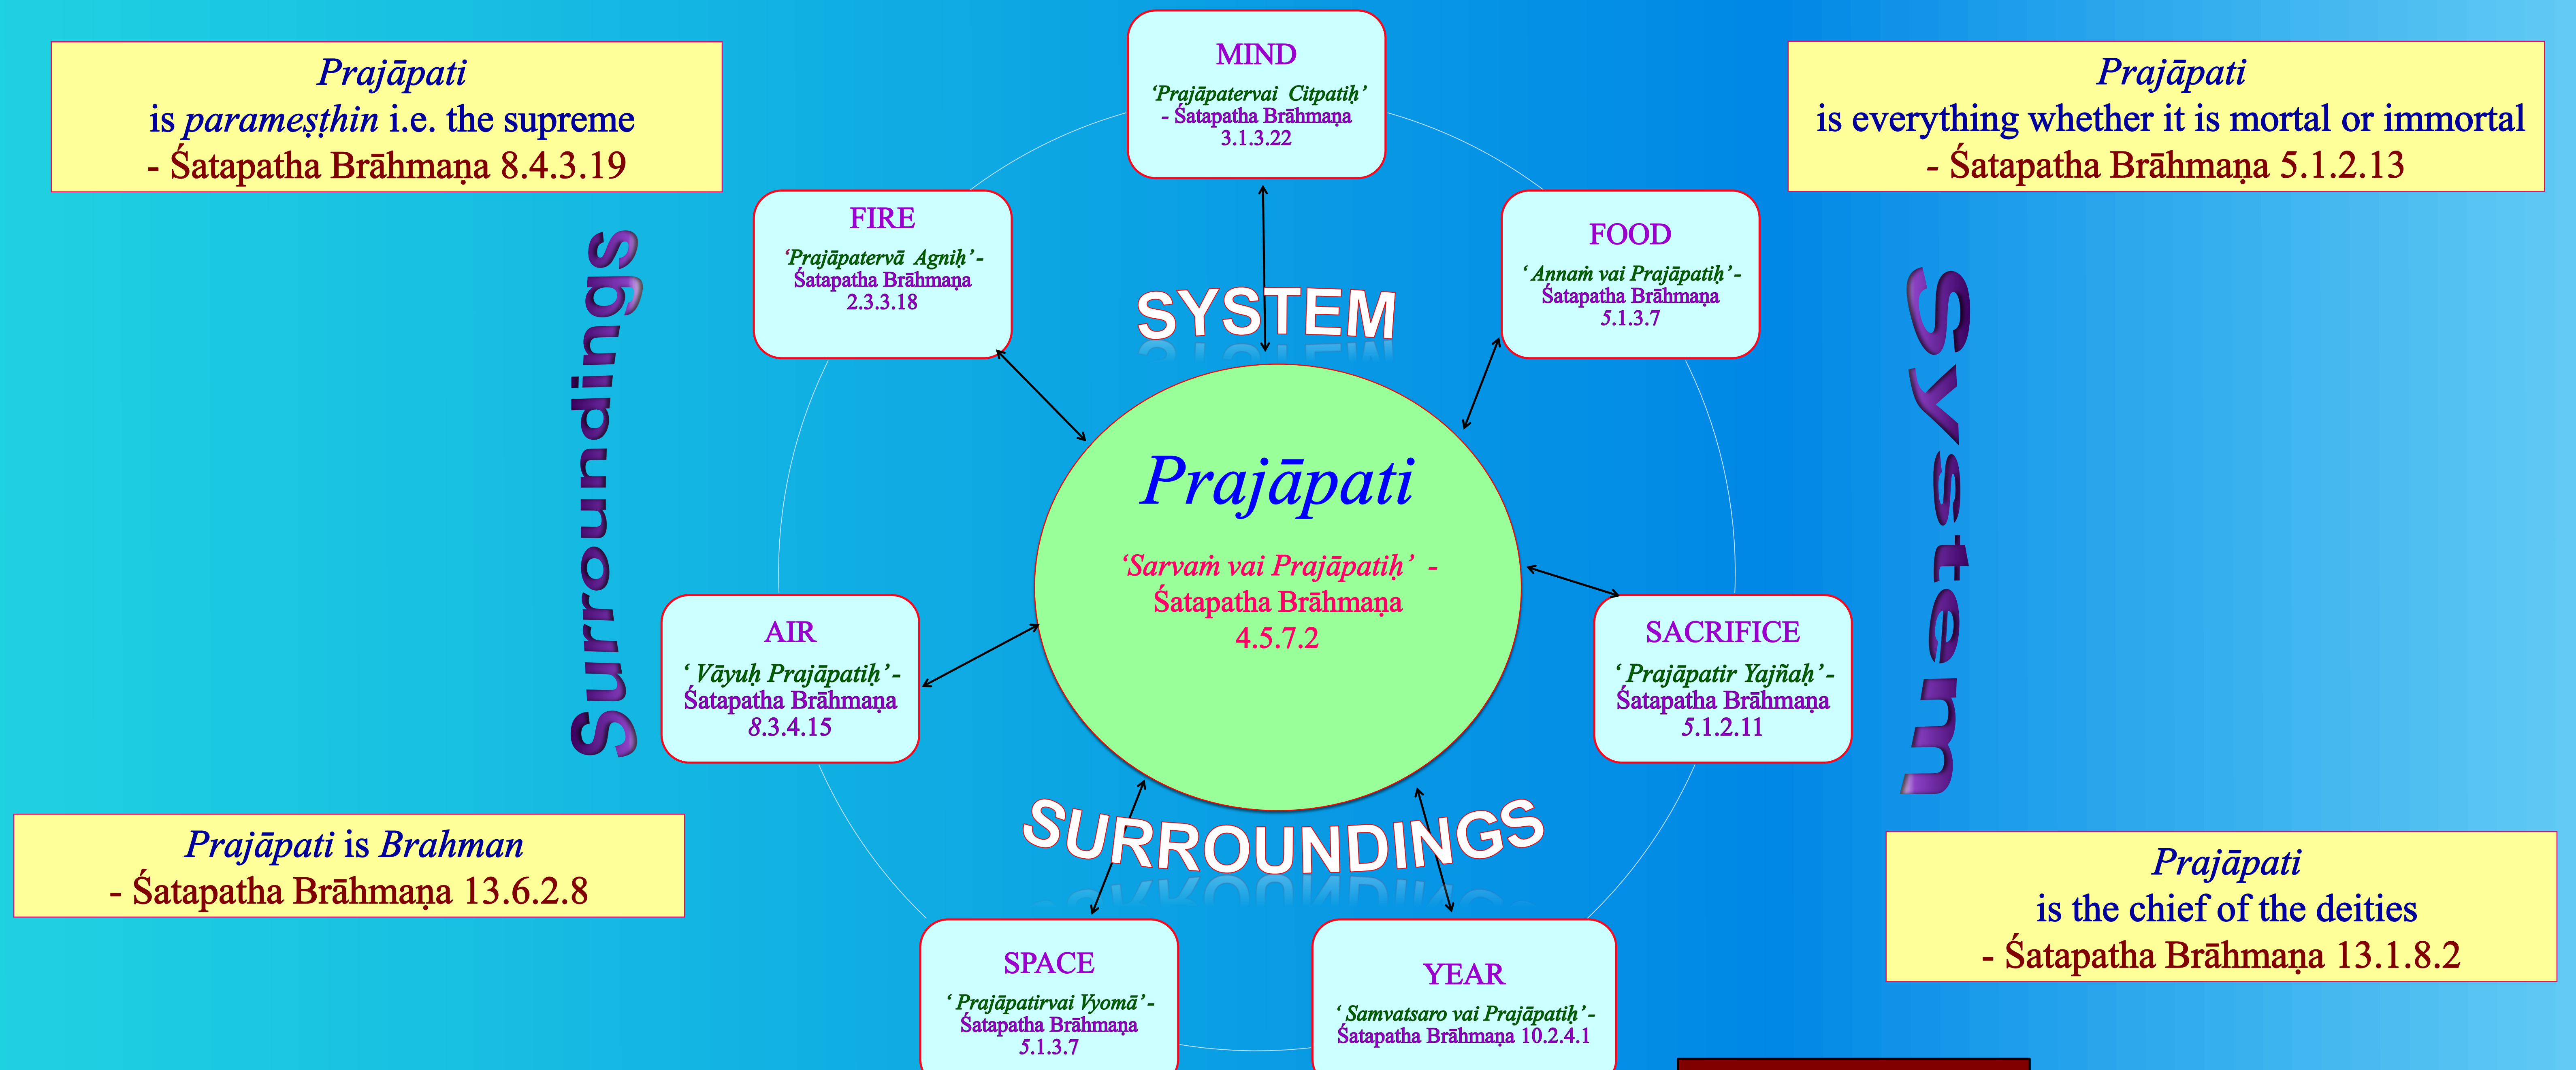 Prajāpati
is parameṣṭhin i.e. the supreme
- Śatapatha Brāhmaṇa 8.4.3.19
MIND
‘Prajāpatervai Citpatiḥ’
- Śatapatha Brāhmaṇa
3.1.3.22
Prajāpati
is everything whether it is mortal or immortal
- Śatapatha Brāhmaṇa 5.1.2.13
FIRE
‘Prajāpatervā Agniḥ’ -
Śatapatha Brāhmaṇa
2.3.3.18
FOOD
‘ Annaṁ vai Prajāpatiḥ’ -
Śatapatha Brāhmaṇa
5.1.3.7
Surroundings
SYSTEM
System
Prajāpati
‘Sarvaṁ vai Prajāpatiḥ’ -
Śatapatha Brāhmaṇa
4.5.7.2
AIR
‘ Vāyuḥ Prajāpatiḥ’ -
Śatapatha Brāhmaṇa
8.3.4.15
SACRIFICE
‘ Prajāpatir Yajñaḥ’ -
Śatapatha Brāhmaṇa
5.1.2.11
SURROUNDINGS
Prajāpati is Brahman
- Śatapatha Brāhmaṇa 13.6.2.8
Prajāpati
is the chief of the deities
- Śatapatha Brāhmaṇa 13.1.8.2
SPACE
‘ Prajāpatirvai Vyomā’ -
Śatapatha Brāhmaṇa
5.1.3.7
YEAR
‘ Samvatsaro vai Prajāpatiḥ’ -
Śatapatha Brāhmaṇa 10.2.4.1